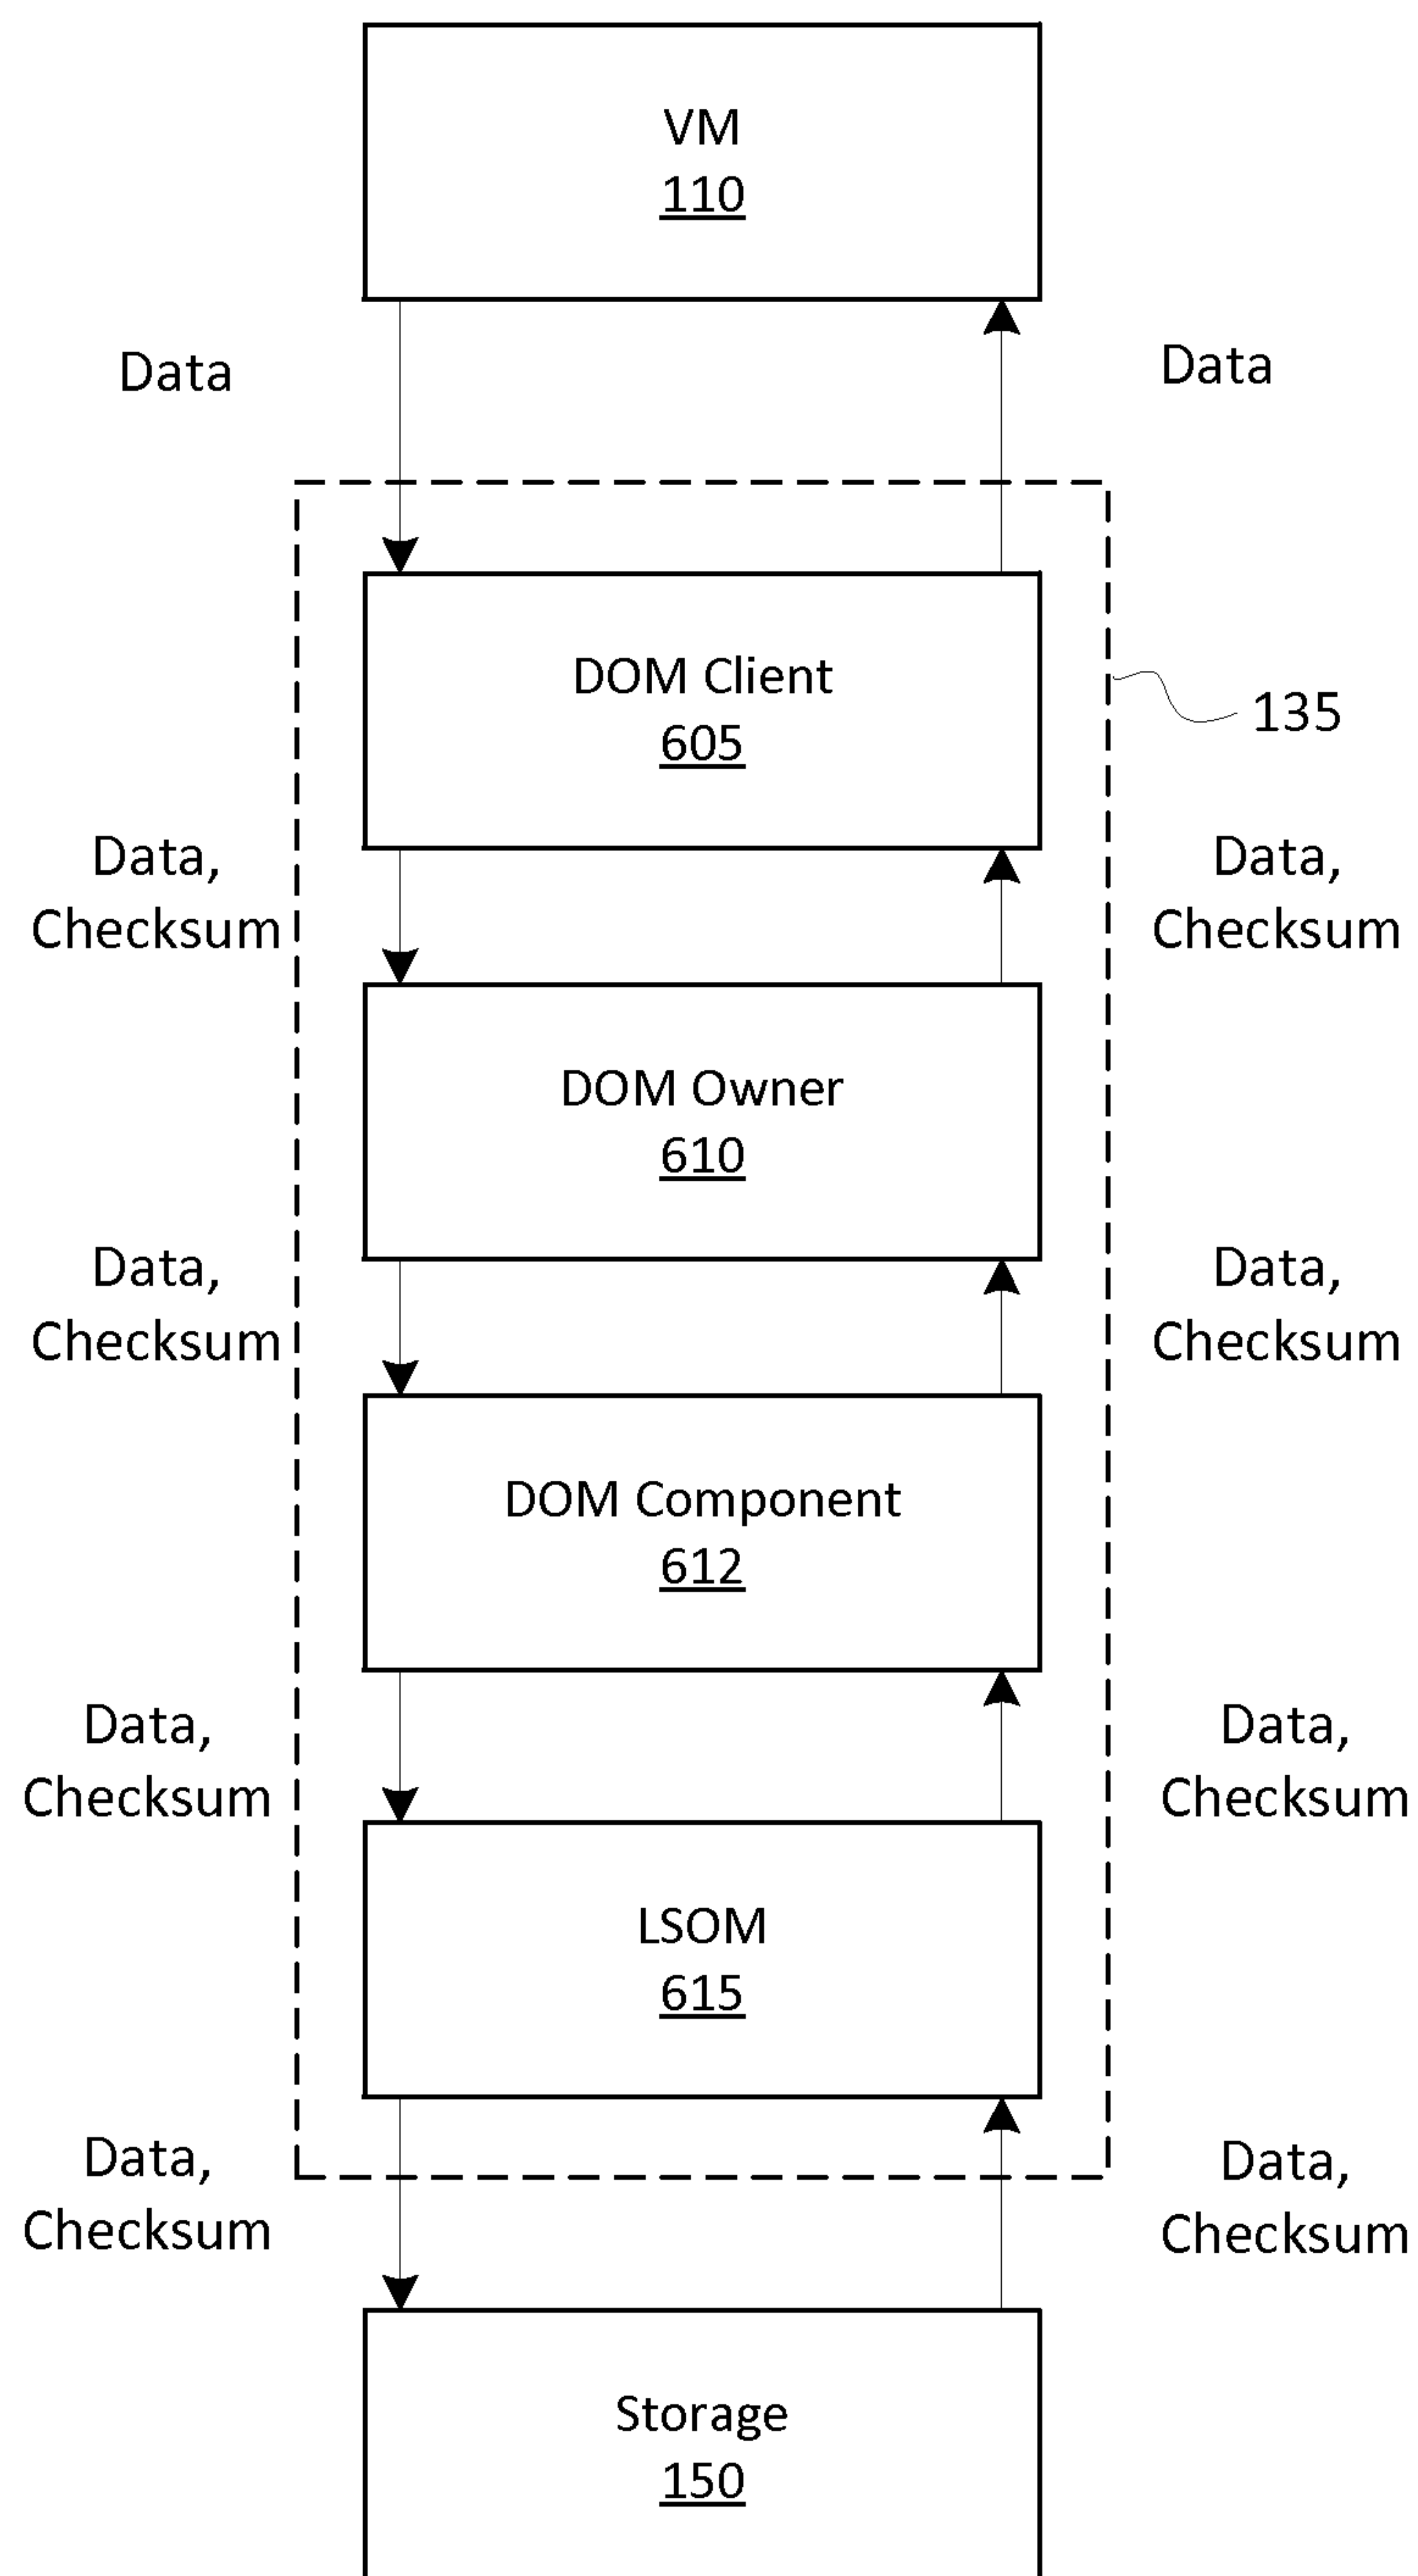 VM
110
Data
Data
DOM Client
605
135
Data,
Checksum
Data,
Checksum
DOM Owner
610
Data,
Checksum
Data,
Checksum
DOM Component
612
Data,
Checksum
Data,
Checksum
LSOM
615
Data,
Checksum
Data,
Checksum
Storage
150